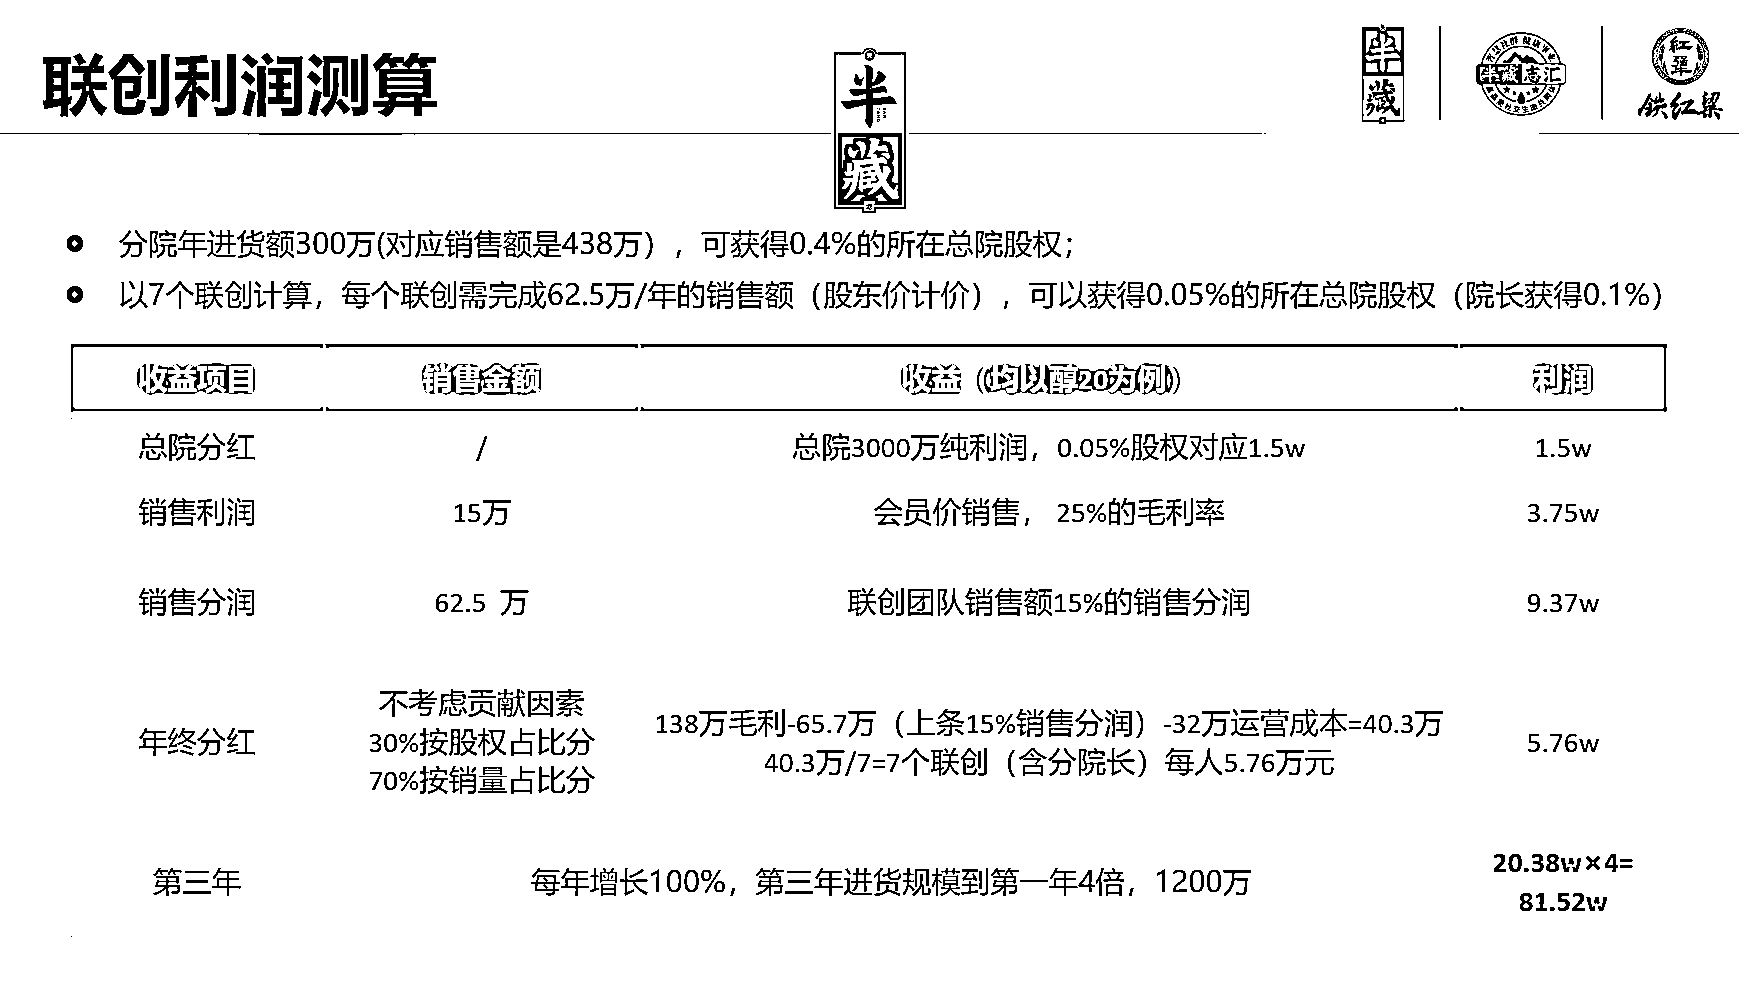 联创利润测算
半藏
半藏
半藏志汇
红犟
铁红犟
分院年进货额300万(对应销售额是438万），可获得0.4%的所在总院股权；
以7个联创计算，每个联创需完成62.5万/年的销售额（股东价计价），可以获得0.05%的所在总院股权（院长获得0.1%）
收益项目 销售金额 收益（均以醇20为例） 利润
总院分红 / 总院3000万纯利润，0.05%股权对应1.5w 1.5w
销售利润 15万 会员价销售， 25%的毛利率 3.75w
销售分润 62.5 万 联创团队销售额15%的销售分润 9.37w
年终分红
不考虑贡献因素
30%按股权占比分
70%按销量占比分
138万毛利-65.7万（上条15%销售分润）-32万运营成本=40.3万
40.3万/7=7个联创（含分院长）每人5.76万元
5.76w
第三年 每年增长100%，第三年进货规模到第一年4倍，1200万
20.38w×4=
81.52w